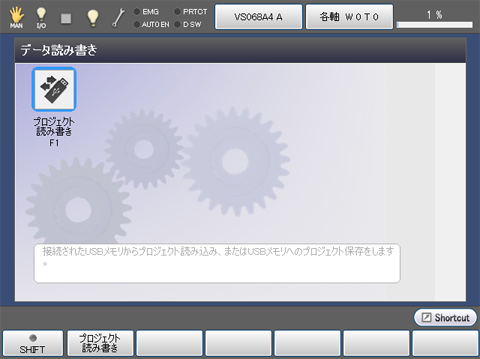 MAN
I/O
EMG
AUTO EN
PRTCT
D SW
VS068A4 A
各軸 W0T0
1 %
データ読み書き
プロジェクト
読み書き
F1
接続されたUSBメモリからプロジェクト読み込み、またはUSBメモリへのプロジェクト保存をします
。
Shortcut
SHIFT
プロジェクト
読み書き